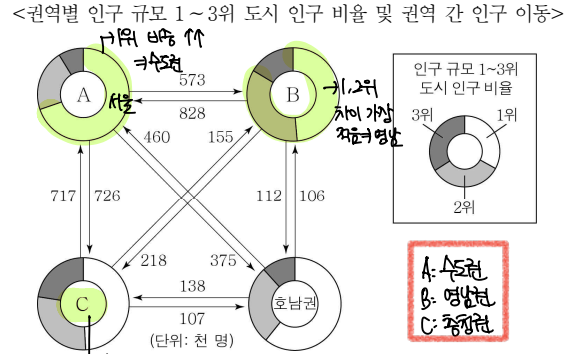 <권역별 인구 규모 1～3위 도시 인구 비율 및 권역 간 인구 이동>
→1위 비중 ↑↑
⇒수도권
A
서울
573
828
B
→1,2위
차이 가장
적음⇒영남
인구 규모 1~3위
도시 인구 비율
3위
1위
2위
460
155
717
726
112
106
218
375
C
138
107
호남권
(단위: 천 명)
A: 수도권
B: 영남권
C: 충청권